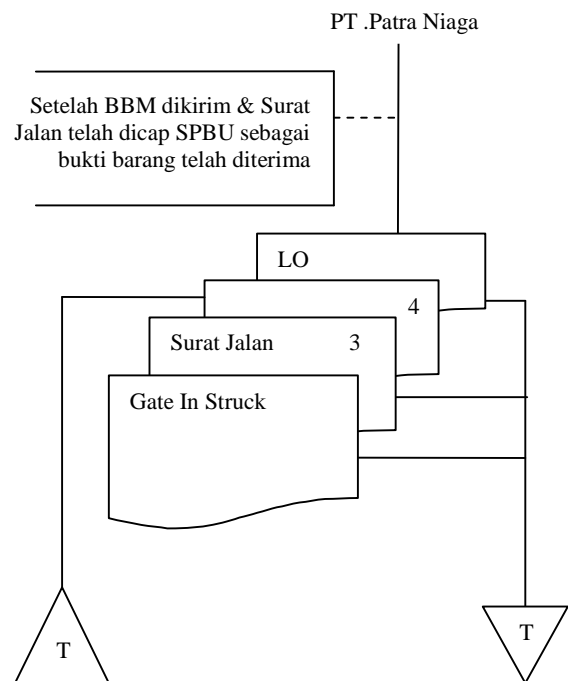 PT .Patra Niaga
Setelah BBM dikirim & Surat
Jalan telah dicap SPBU sebagai
bukti barang telah diterima
LO
4
Surat Jalan 3
Gate In Struck
T
T